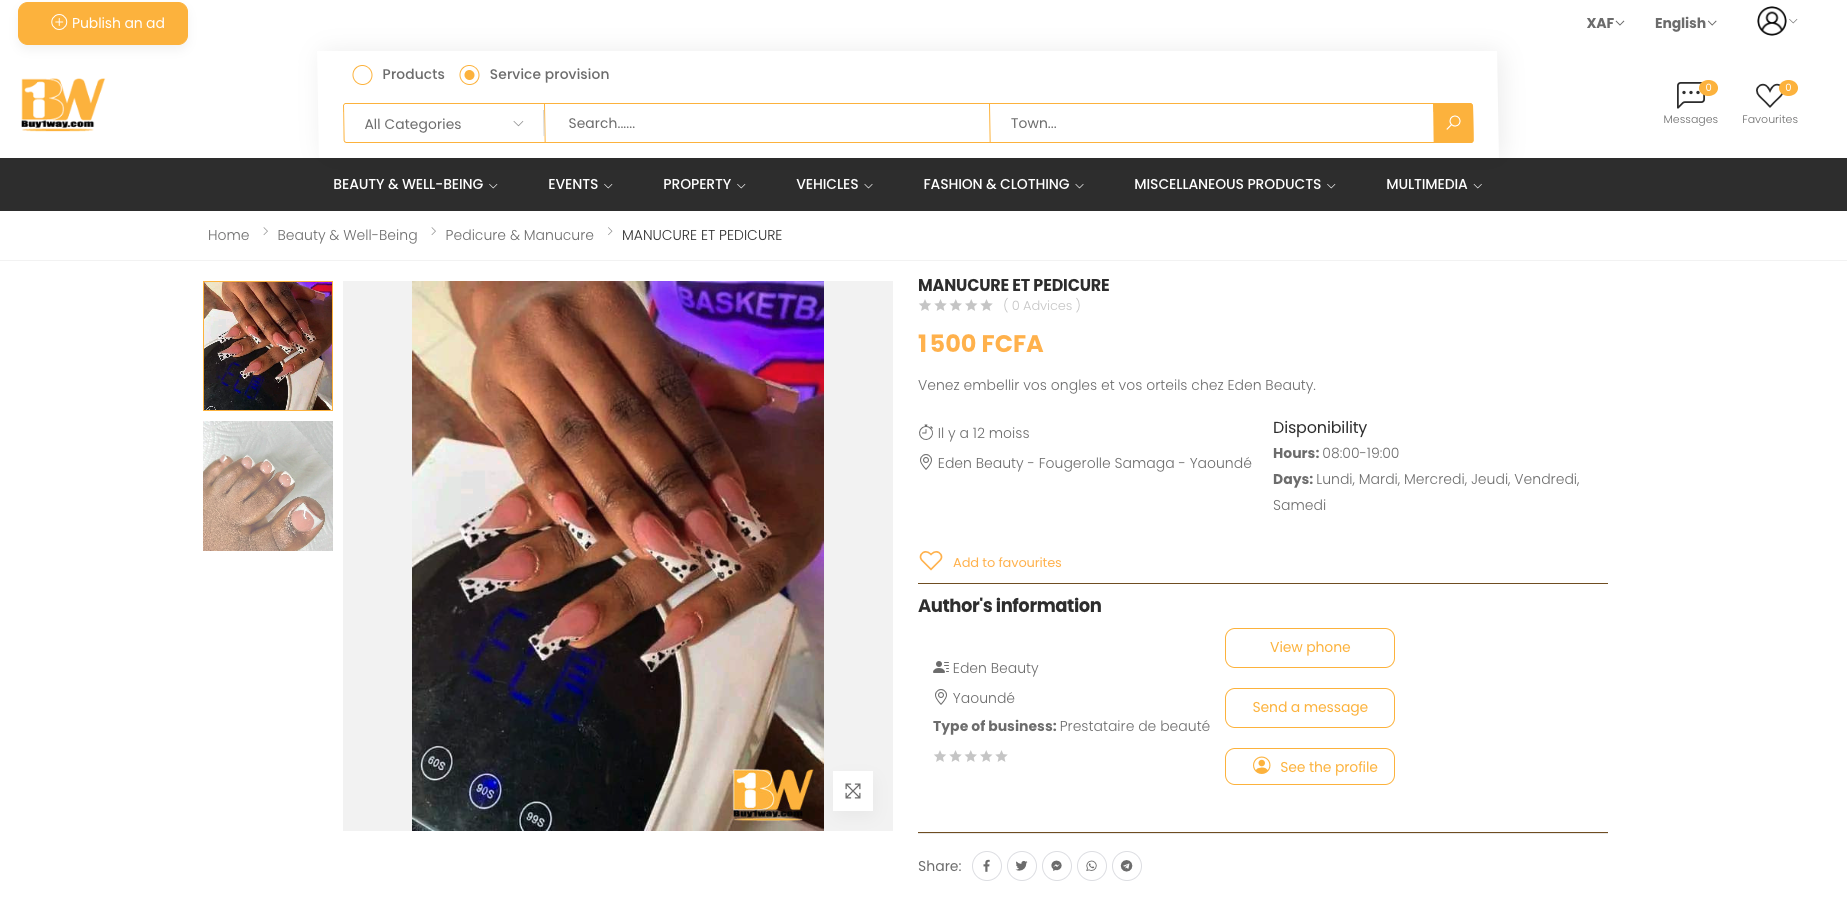 Publish an ad
XAF
English
Products
Service provision
1BW
Buy1way.com
All Categories
Search......
Town...
0
Messages
0
Favourites
BEAUTY & WELL-BEING
EVENTS
PROPERTY
VEHICLES
FASHION & CLOTHING
MISCELLANEOUS PRODUCTS
MULTIMEDIA
Home > Beauty & Well-Being > Pedicure & Manucure > MANUCURE ET PEDICURE
BASKETBA
60S
90S
99S
1BW
Buy1way.com
MANUCURE ET PEDICURE
( 0 Advices )
1 500 FCFA
Venez embellir vos ongles et vos orteils chez Eden Beauty.
Il y a 12 moiss
Eden Beauty - Fougerolle Samaga - Yaoundé
Disponibility
Hours: 08:00-19:00
Days: Lundi, Mardi, Mercredi, Jeudi, Vendredi,
Samedi
Add to favourites
Author's information
Eden Beauty
Yaoundé
Type of business: Prestataire de beauté
View phone
Send a message
See the profile
Share: